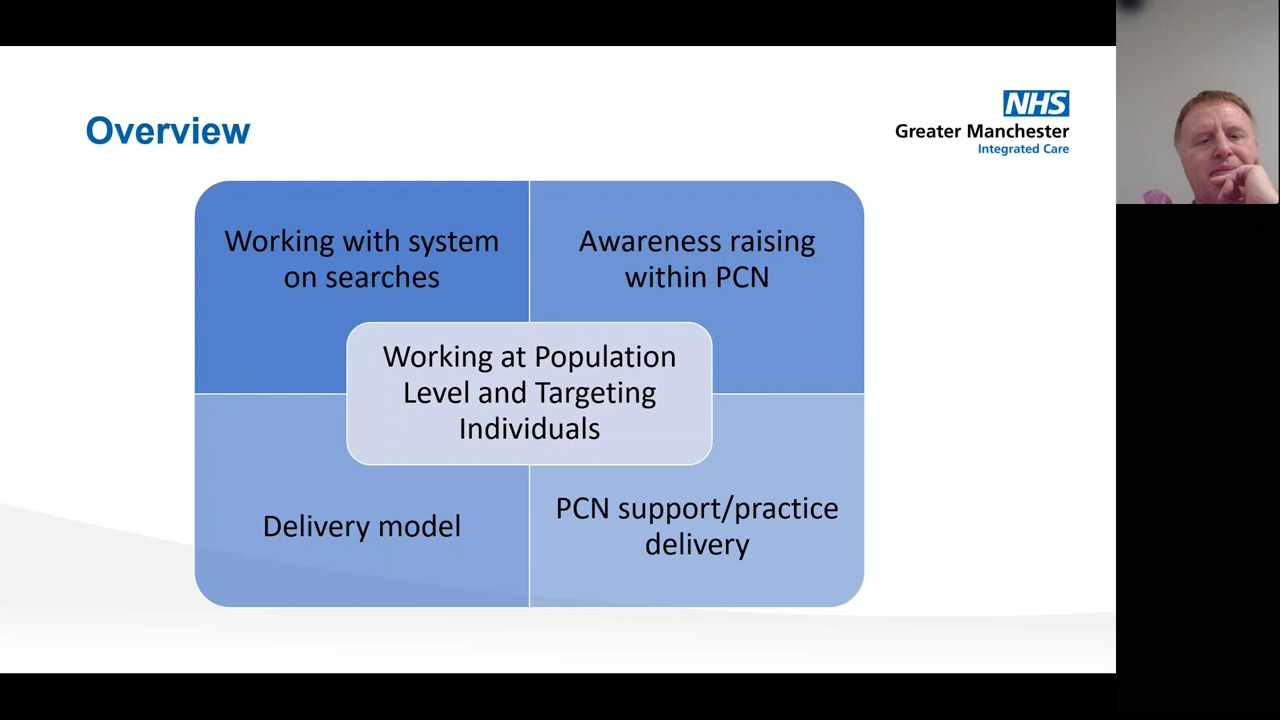 Overview
NHS
Greater Manchester
Integrated Care
Working with system
on searches
Awareness raising
within PCN
Working at Population
Level and Targeting
Individuals
Delivery model
PCN support/practice
delivery